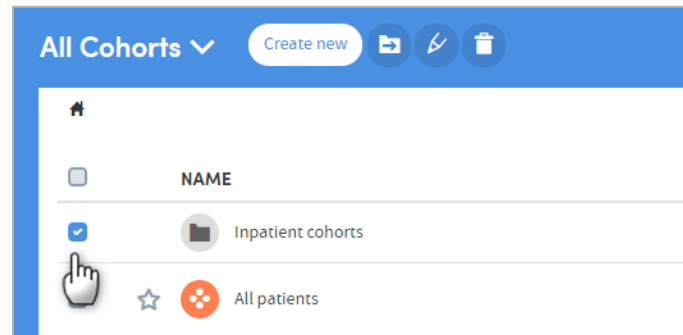 All Cohorts
Create new
NAME
Inpatient cohorts
All patients